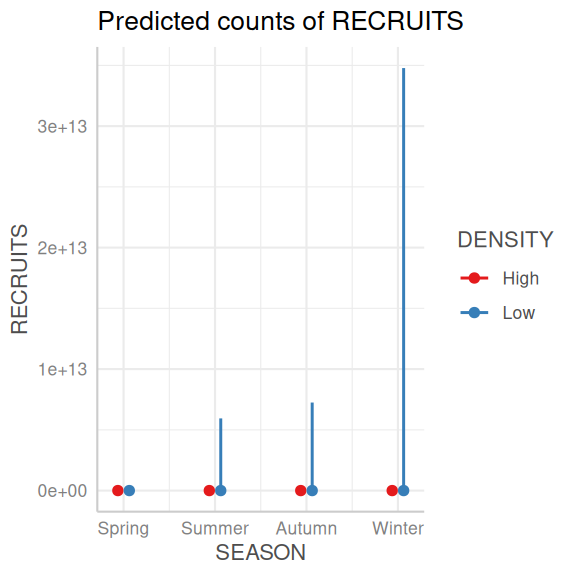 Predicted counts of RECRUITS
3e+13
2e+13
1e+13
0e+00
RECRUITS
Spring Summer Autumn Winter
SEASON
DENSITY
High
Low